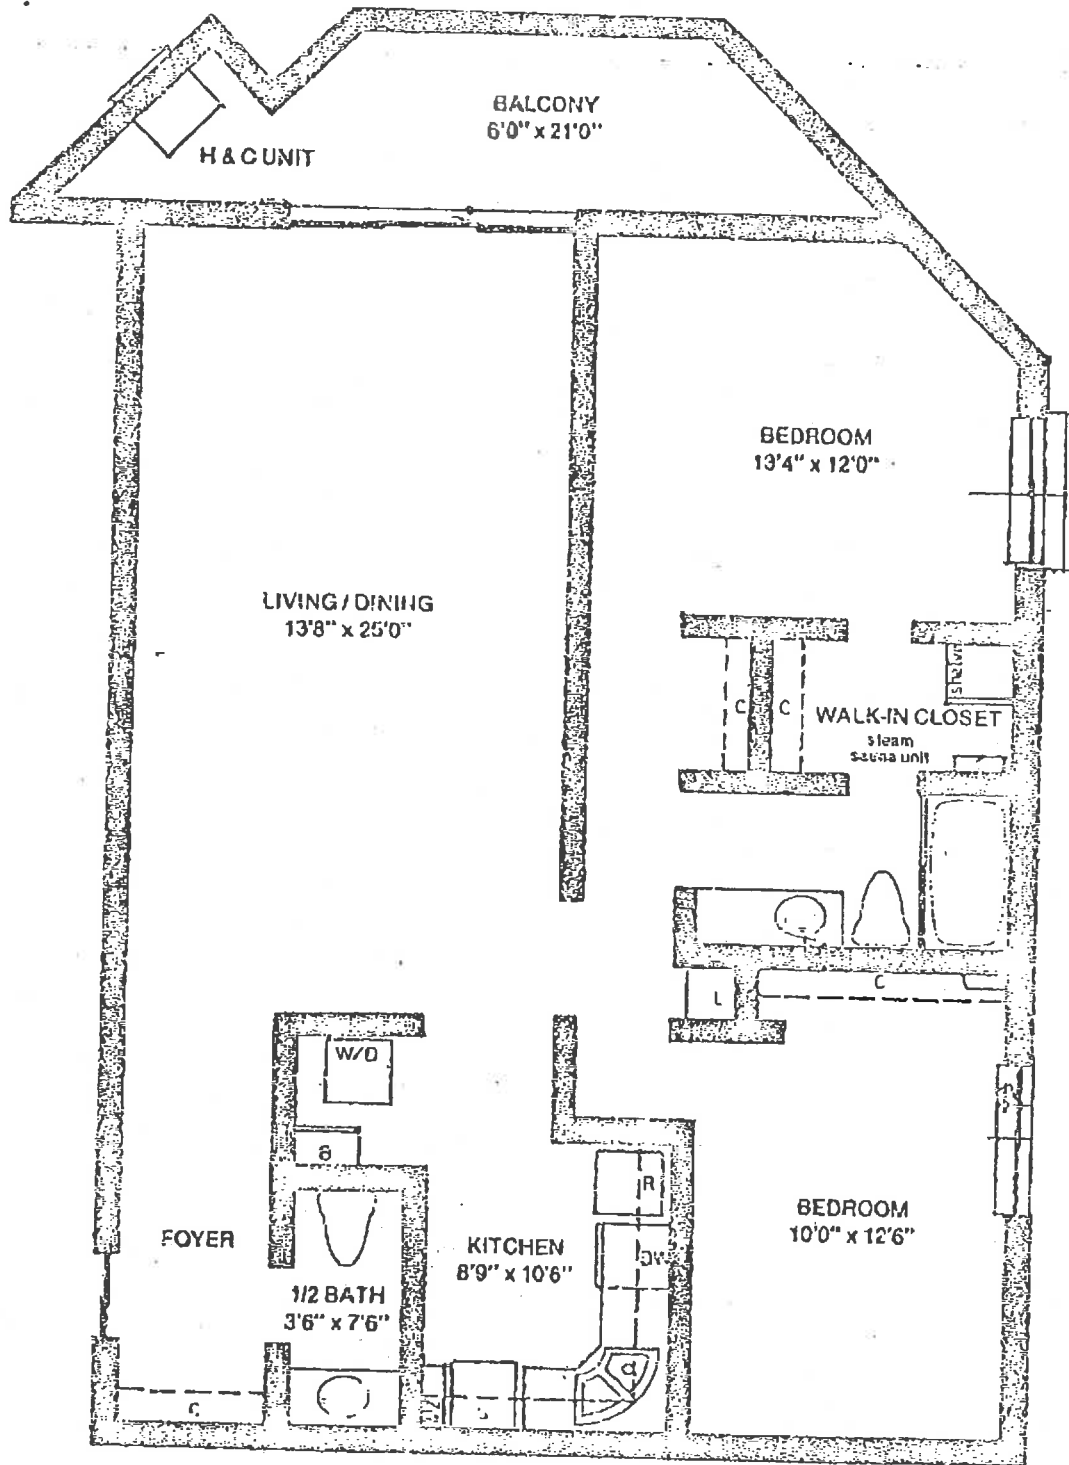 BALCONY
6'0" x 21'0"
H & C UNIT
BEDROOM
13'4" x 12'0"
LIVING / DINING
13'8" x 25'0"
shelvs
C
C
WALK-IN CLOSET
steam
sauna unit
C
L
W/D
B
R
BEDROOM
10'0" x 12'6"
FOYER
KITCHEN
8'9" x 10'6"
DW
1/2 BATH
3'6" x 7'6"
C